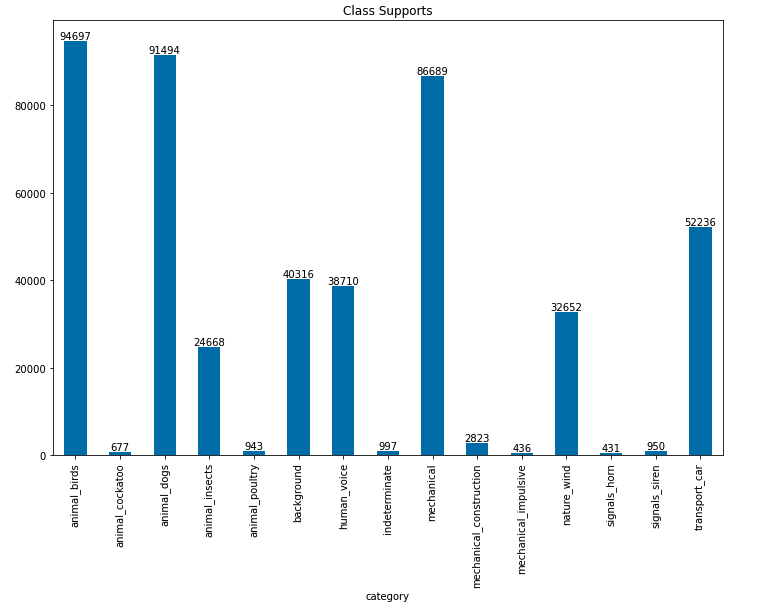 Class Supports
94697
677
91494
24668
943
40316
38710
997
86689
2823
436
32652
431
950
52236
80000
60000
40000
20000
0
animal_birds
animal_cockatoo
animal_dogs
animal_insects
animal_poultry
background
human_voice
indeterminate
mechanical
mechanical_construction
mechanical_impulsive
nature_wind
signals_horn
signals_siren
transport_car
category